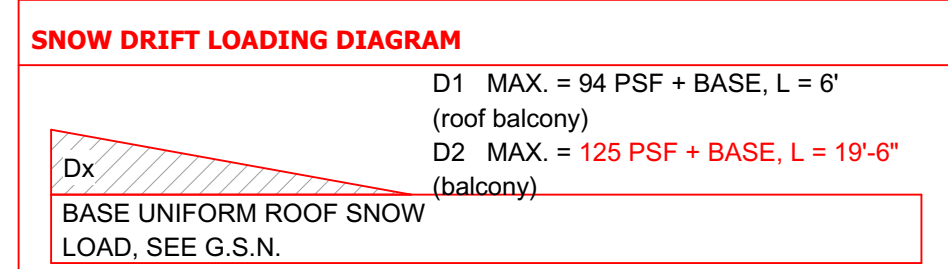 SNOW DRIFT LOADING DIAGRAM
D1 MAX. = 94 PSF + BASE, L = 6'
(roof balcony)
D2 MAX. = 125 PSF + BASE, L = 19'-6"
(balcony)
Dx
BASE UNIFORM ROOF SNOW
LOAD, SEE G.S.N.